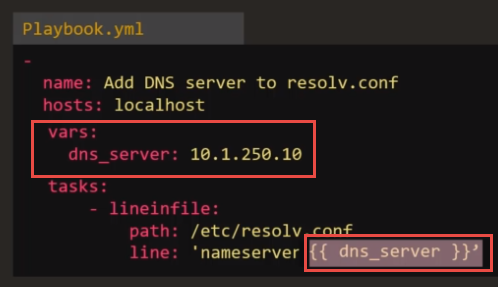 Playbook.yml
-
name: Add DNS server to resolv.conf
hosts: localhost
vars:
dns_server: 10.1.250.10
tasks:
- lineinfile:
path: /etc/resolv.conf
line: 'nameserver {{ dns_server }}’